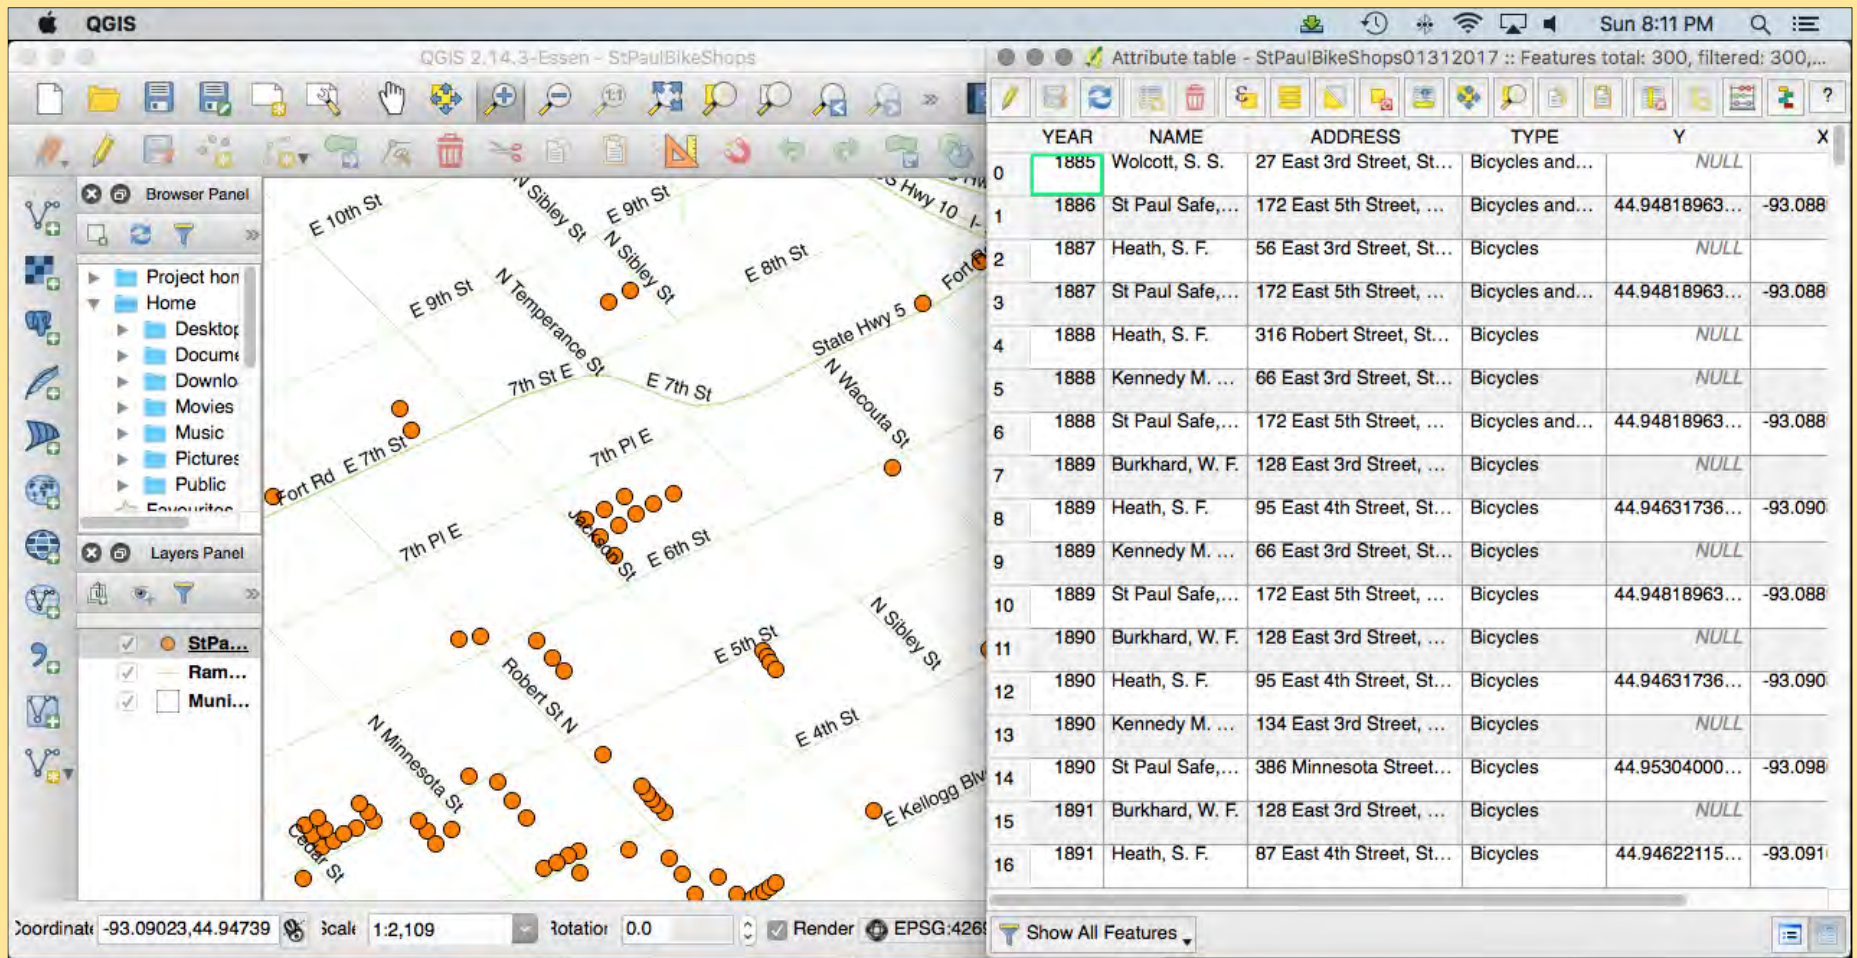 QGIS
Sun 8:11 PM
QGIS 2.14.3-Essen - StPaulBikeShops
Attribute table - StPaulBikeShops01312017 :: Features total: 300, filtered: 300,...
Browser Panel
Project hon
Home
Desktop
Docume
Downlo
Movies
Music
Pictures
Public
Favourites
Layers Panel
StPa...
Ram...
Muni...
E 10th St
N Sibley St
E 9th St
N Sibley St
E 8th St
E 9th St
N Temperance St
State Hwy 5
7th St E
E 7th St
N Wacouta St
E 7th St
Fort Rd
7th Pl E
7th Pl E
Jackson St
E 6th St
N Sibley St
E 5th St
Robert St N
E 4th St
N Minnesota St
E Kellogg Blv
Cedar St
YEAR NAME ADDRESS TYPE Y X
0 1885 Wolcott, S. S. 27 East 3rd Street, St... Bicycles and... NULL
1 1886 St Paul Safe,... 172 East 5th Street, ... Bicycles and... 44.94818963... -93.088
2 1887 Heath, S. F. 56 East 3rd Street, St... Bicycles NULL
3 1887 St Paul Safe,... 172 East 5th Street, ... Bicycles and... 44.94818963... -93.088
4 1888 Heath, S. F. 316 Robert Street, St... Bicycles NULL
5 1888 Kennedy M. ... 66 East 3rd Street, St... Bicycles NULL
6 1888 St Paul Safe,... 172 East 5th Street, ... Bicycles and... 44.94818963... -93.088
7 1889 Burkhard, W. F. 128 East 3rd Street, ... Bicycles NULL
8 1889 Heath, S. F. 95 East 4th Street, St... Bicycles 44.94631736... -93.090
9 1889 Kennedy M. ... 66 East 3rd Street, St... Bicycles NULL
10 1889 St Paul Safe,... 172 East 5th Street, ... Bicycles 44.94818963... -93.088
11 1890 Burkhard, W. F. 128 East 3rd Street, ... Bicycles NULL
12 1890 Heath, S. F. 95 East 4th Street, St... Bicycles 44.94631736... -93.090
13 1890 Kennedy M. ... 134 East 3rd Street, ... Bicycles NULL
14 1890 St Paul Safe,... 386 Minnesota Street... Bicycles 44.95304000... -93.098
15 1891 Burkhard, W. F. 128 East 3rd Street, ... Bicycles NULL
16 1891 Heath, S. F. 87 East 4th Street, St... Bicycles 44.94622115... -93.091
Coordinate -93.09023,44.94739 Scale 1:2,109 Rotation 0.0 Render EPSG:4269
Show All Features